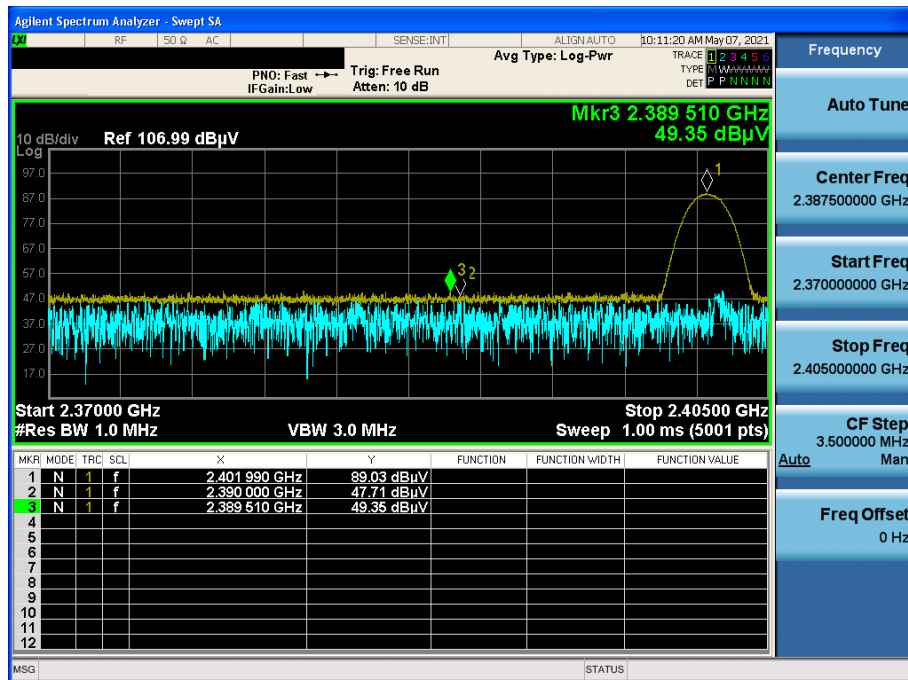 Agilent Spectrum Analyzer - Swept SA
LXI RF 50 Ω AC SENSE:INT ALIGN AUTO 10:11:20 AM May 07, 2021
Avg Type: Log-Pwr TRACE 1 2 3 4 5 6
PNO: Fast Trig: Free Run TYPE M W
IFGain:Low Atten: 10 dB DET P P N N N N
Mkr3 2.389 510 GHz
49.35 dBµV
10 dB/div Ref 106.99 dBµV
Log
97.0
87.0
77.0
67.0
57.0
47.0
37.0
27.0
17.0
1
3 2
Start 2.37000 GHz Stop 2.40500 GHz
#Res BW 1.0 MHz VBW 3.0 MHz Sweep 1.00 ms (5001 pts)
MKR MODE TRC SCL X Y FUNCTION FUNCTION WIDTH FUNCTION VALUE
1 N 1 f 2.401 990 GHz 89.03 dBµV
2 N 1 f 2.390 000 GHz 47.71 dBµV
3 N 1 f 2.389 510 GHz 49.35 dBµV
4
5
6
7
8
9
10
11
12
MSG STATUS
Frequency
Auto Tune
Center Freq
2.387500000 GHz
Start Freq
2.370000000 GHz
Stop Freq
2.405000000 GHz
CF Step
3.500000 MHz
Auto Man
Freq Offset
0 Hz